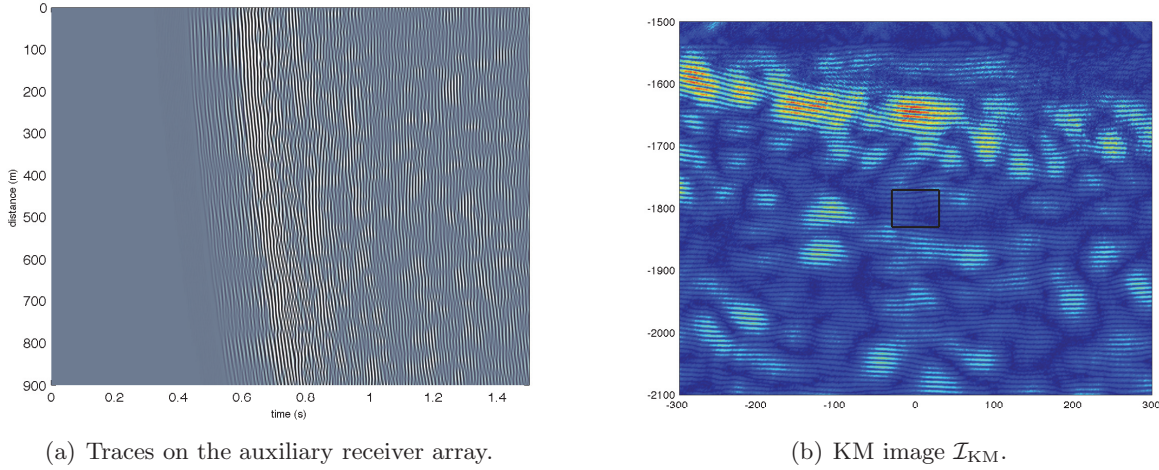 0
100
200
300
400
500
600
700
800
900
distance (m)
0 0.2 0.4 0.6 0.8 1 1.2 1.4
time (s)
(a) Traces on the auxiliary receiver array.
-1500
-1600
-1700
-1800
-1900
-2000
-2100
-300 -200 -100 0 100 200 300
(b) KM image 𝓘KM.